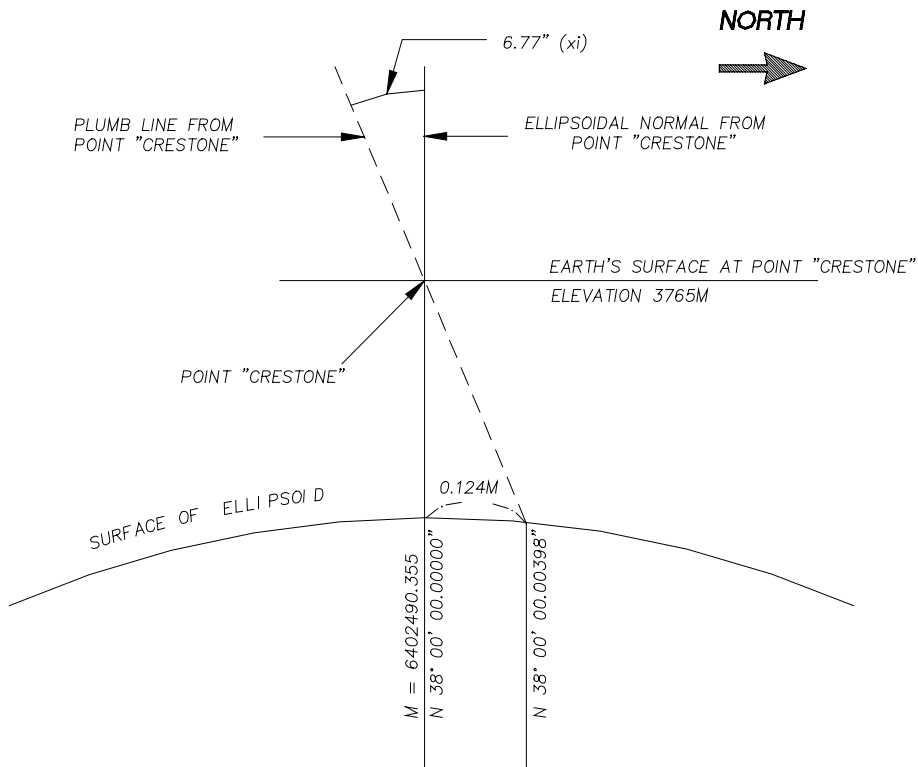 NORTH
6.77" (xi)
PLUMB LINE FROM
POINT "CRESTONE"
ELLIPSOIDAL NORMAL FROM
POINT "CRESTONE"
EARTH'S SURFACE AT POINT "CRESTONE"
ELEVATION 3765M
POINT "CRESTONE"
0.124M
SURFACE OF ELLIPSOID
M = 6402490.355
N 38° 00' 00.00000"
N 38° 00' 00.00398"